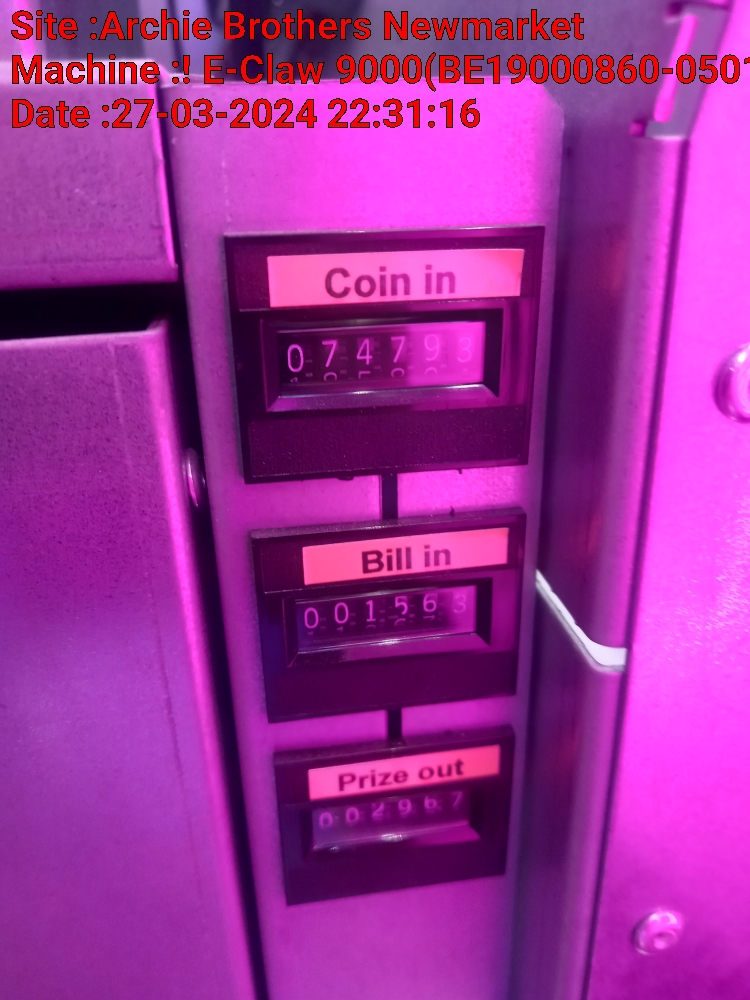 Site :Archie Brothers Newmarket
Machine :! E-Claw 9000(BE19000860-0501
Date :27-03-2024 22:31:16
Coin in
074793
Bill in
001563
Prize out
002967